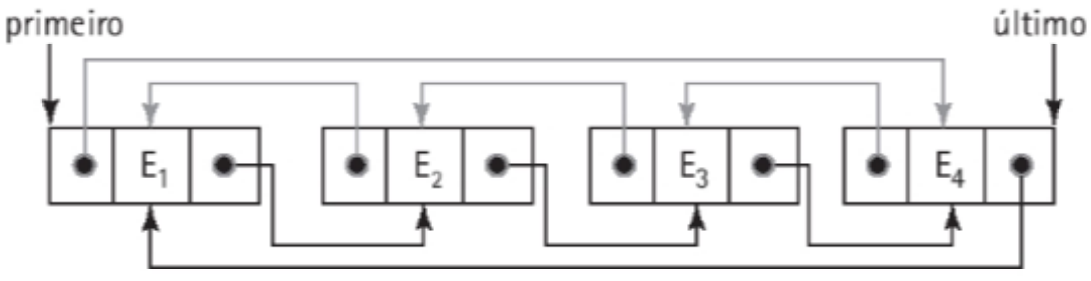 primeiro último
E₁ E₂ E₃ E₄